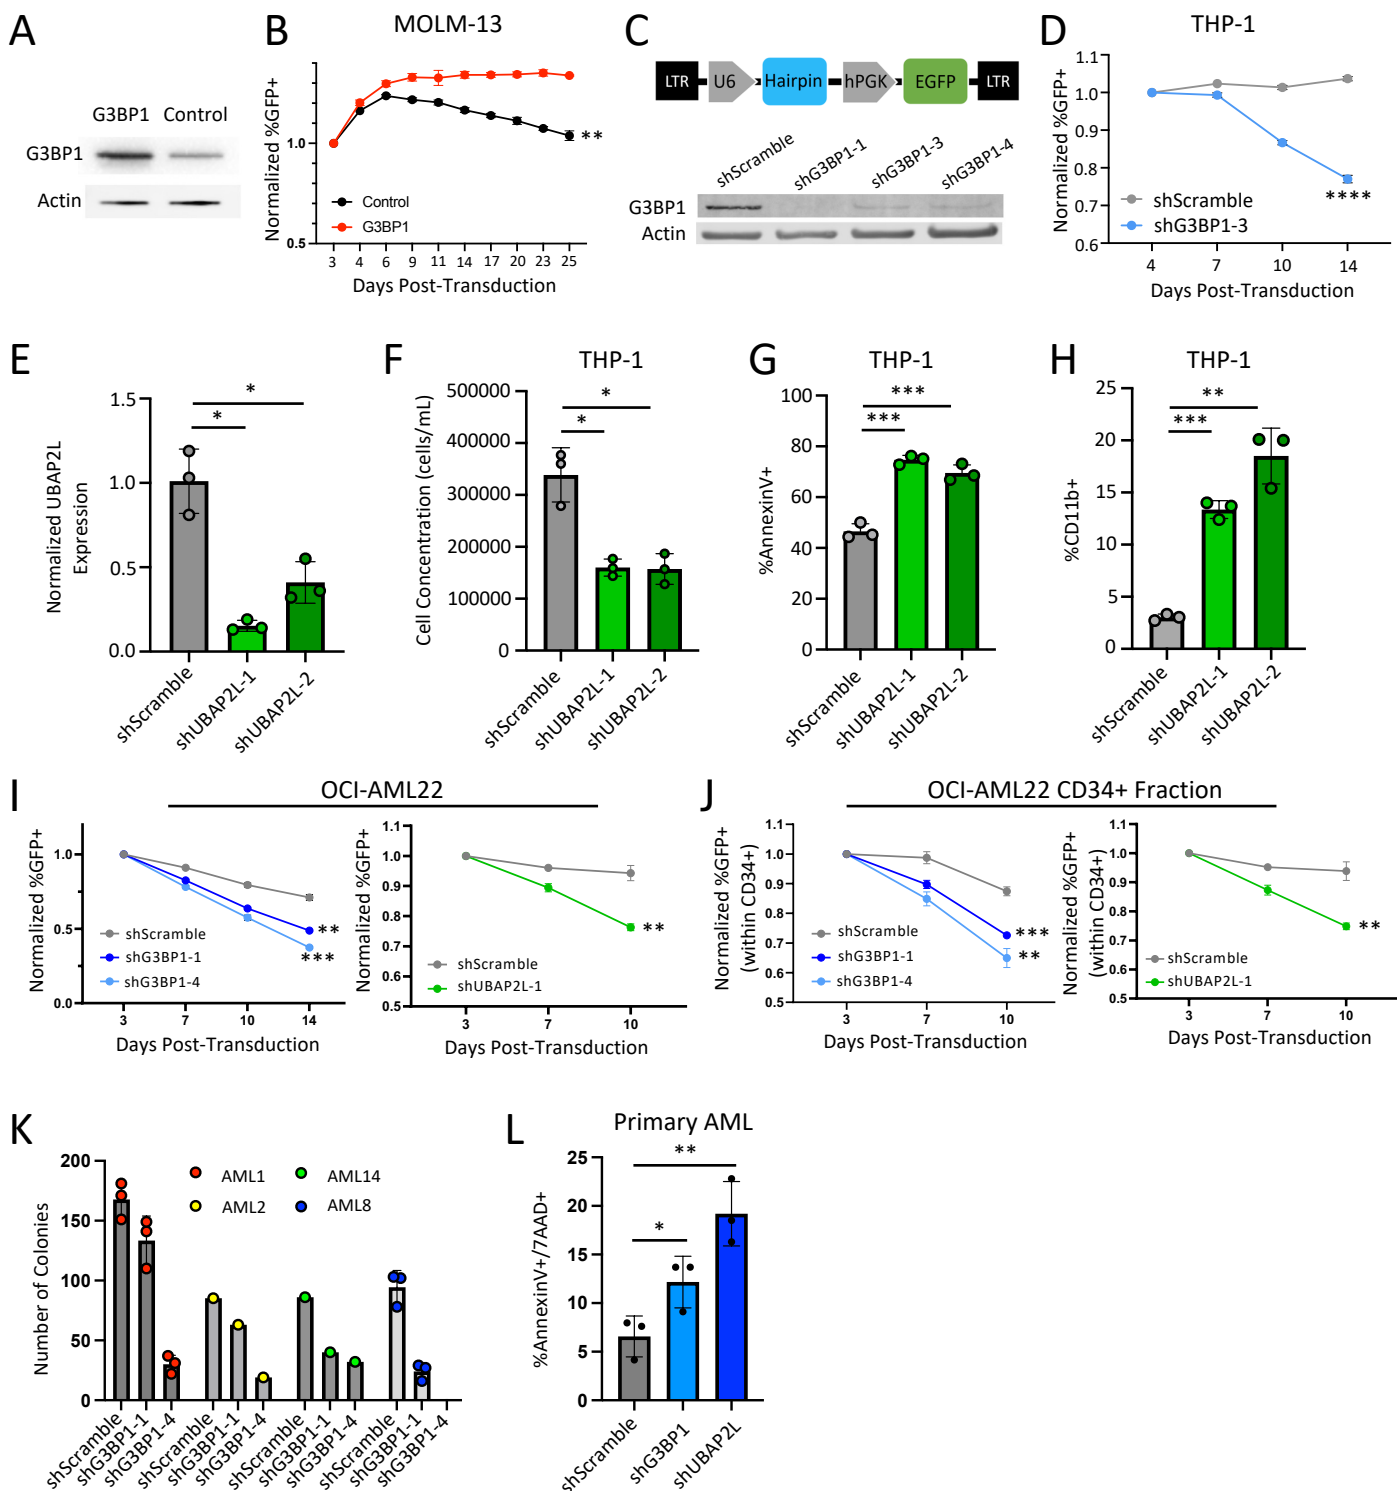 A
G3BP1 Control
G3BP1
Actin
B
MOLM-13
Normalized %GFP+
1.0
0.5
Control
G3BP1
3 4 6 9 11 14 17 20 23 25
Days Post-Transduction
**
C
LTR U6 Hairpin hPGK EGFP LTR
shScramble shG3BP1-1 shG3BP1-3 shG3BP1-4
G3BP1
Actin
D
THP-1
Normalized %GFP+
1.1
1.0
0.9
0.8
0.7
0.6
shScramble
shG3BP1-3
****
4 7 10 14
Days Post-Transduction
E
Normalized UBAP2L
Expression
1.5
1.0
0.5
0.0
*
*
shScramble shUBAP2L-1 shUBAP2L-2
F
THP-1
Cell Concentration (cells/mL)
500000
400000
300000
200000
100000
0
*
*
shScramble shUBAP2L-1 shUBAP2L-2
G
THP-1
%AnnexinV+
100
80
60
40
20
0
***
***
shScramble shUBAP2L-1 shUBAP2L-2
H
THP-1
%CD11b+
25
20
15
10
5
0
**
***
shScramble shUBAP2L-1 shUBAP2L-2
I
OCI-AML22
Normalized %GFP+
1.0
0.5
0.0
shScramble
shG3BP1-1
shG3BP1-4
**
***
3 7 10 14
Days Post-Transduction
Normalized %GFP+
1.1
1.0
0.9
0.8
0.7
0.6
0.5
shScramble
shUBAP2L-1
**
3 7 10
Days Post-Transduction
J
OCI-AML22 CD34+ Fraction
Normalized %GFP+
(within CD34+)
1.1
1.0
0.9
0.8
0.7
0.6
0.5
shScramble
shG3BP1-1
shG3BP1-4
***
**
3 7 10
Days Post-Transduction
Normalized %GFP+
(within CD34+)
1.1
1.0
0.9
0.8
0.7
0.6
0.5
shScramble
shUBAP2L-1
**
3 7 10
Days Post-Transduction
K
Number of Colonies
200
150
100
50
0
AML1 AML14
AML2 AML8
shScramble shG3BP1-1 shG3BP1-4 shScramble shG3BP1-1 shG3BP1-4 shScramble shG3BP1-1 shG3BP1-4 shScramble shG3BP1-1 shG3BP1-4
L
Primary AML
%AnnexinV+/7AAD+
25
20
15
10
5
0
**
*
shScramble shG3BP1 shUBAP2L